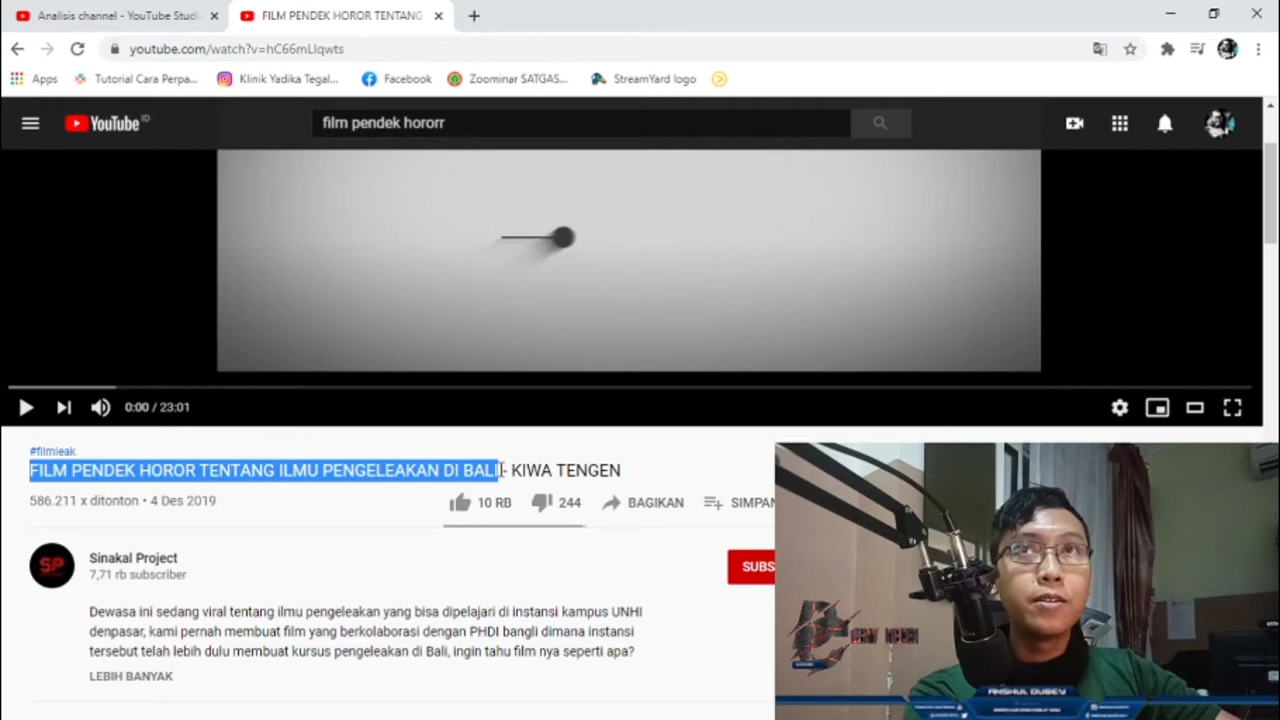 Analisis channel - YouTube Studi
FILM PENDEK HOROR TENTANG
youtube.com/watch?v=hC66mLlqwts
Apps
Tutorial Cara Perpa...
Klinik Yadika Tegal...
Facebook
Zoominar SATGAS...
StreamYard logo
YouTube ID
film pendek hororr
0:00 / 23:01
#filmleak
FILM PENDEK HOROR TENTANG ILMU PENGELEAKAN DI BALI - KIWA TENGEN
586.211 x ditonton • 4 Des 2019
10 RB
244
BAGIKAN
SIMPAN
SP
Sinakal Project
7,71 rb subscriber
SUBS
Dewasa ini sedang viral tentang ilmu pengeleakan yang bisa dipelajari di instansi kampus UNHI
denpasar, kami pernah membuat film yang berkolaborasi dengan PHDI bangli dimana instansi
tersebut telah lebih dulu membuat kursus pengeleakan di Bali, ingin tahu film nya seperti apa?
LEBIH BANYAK
ANSHUL DUBEY